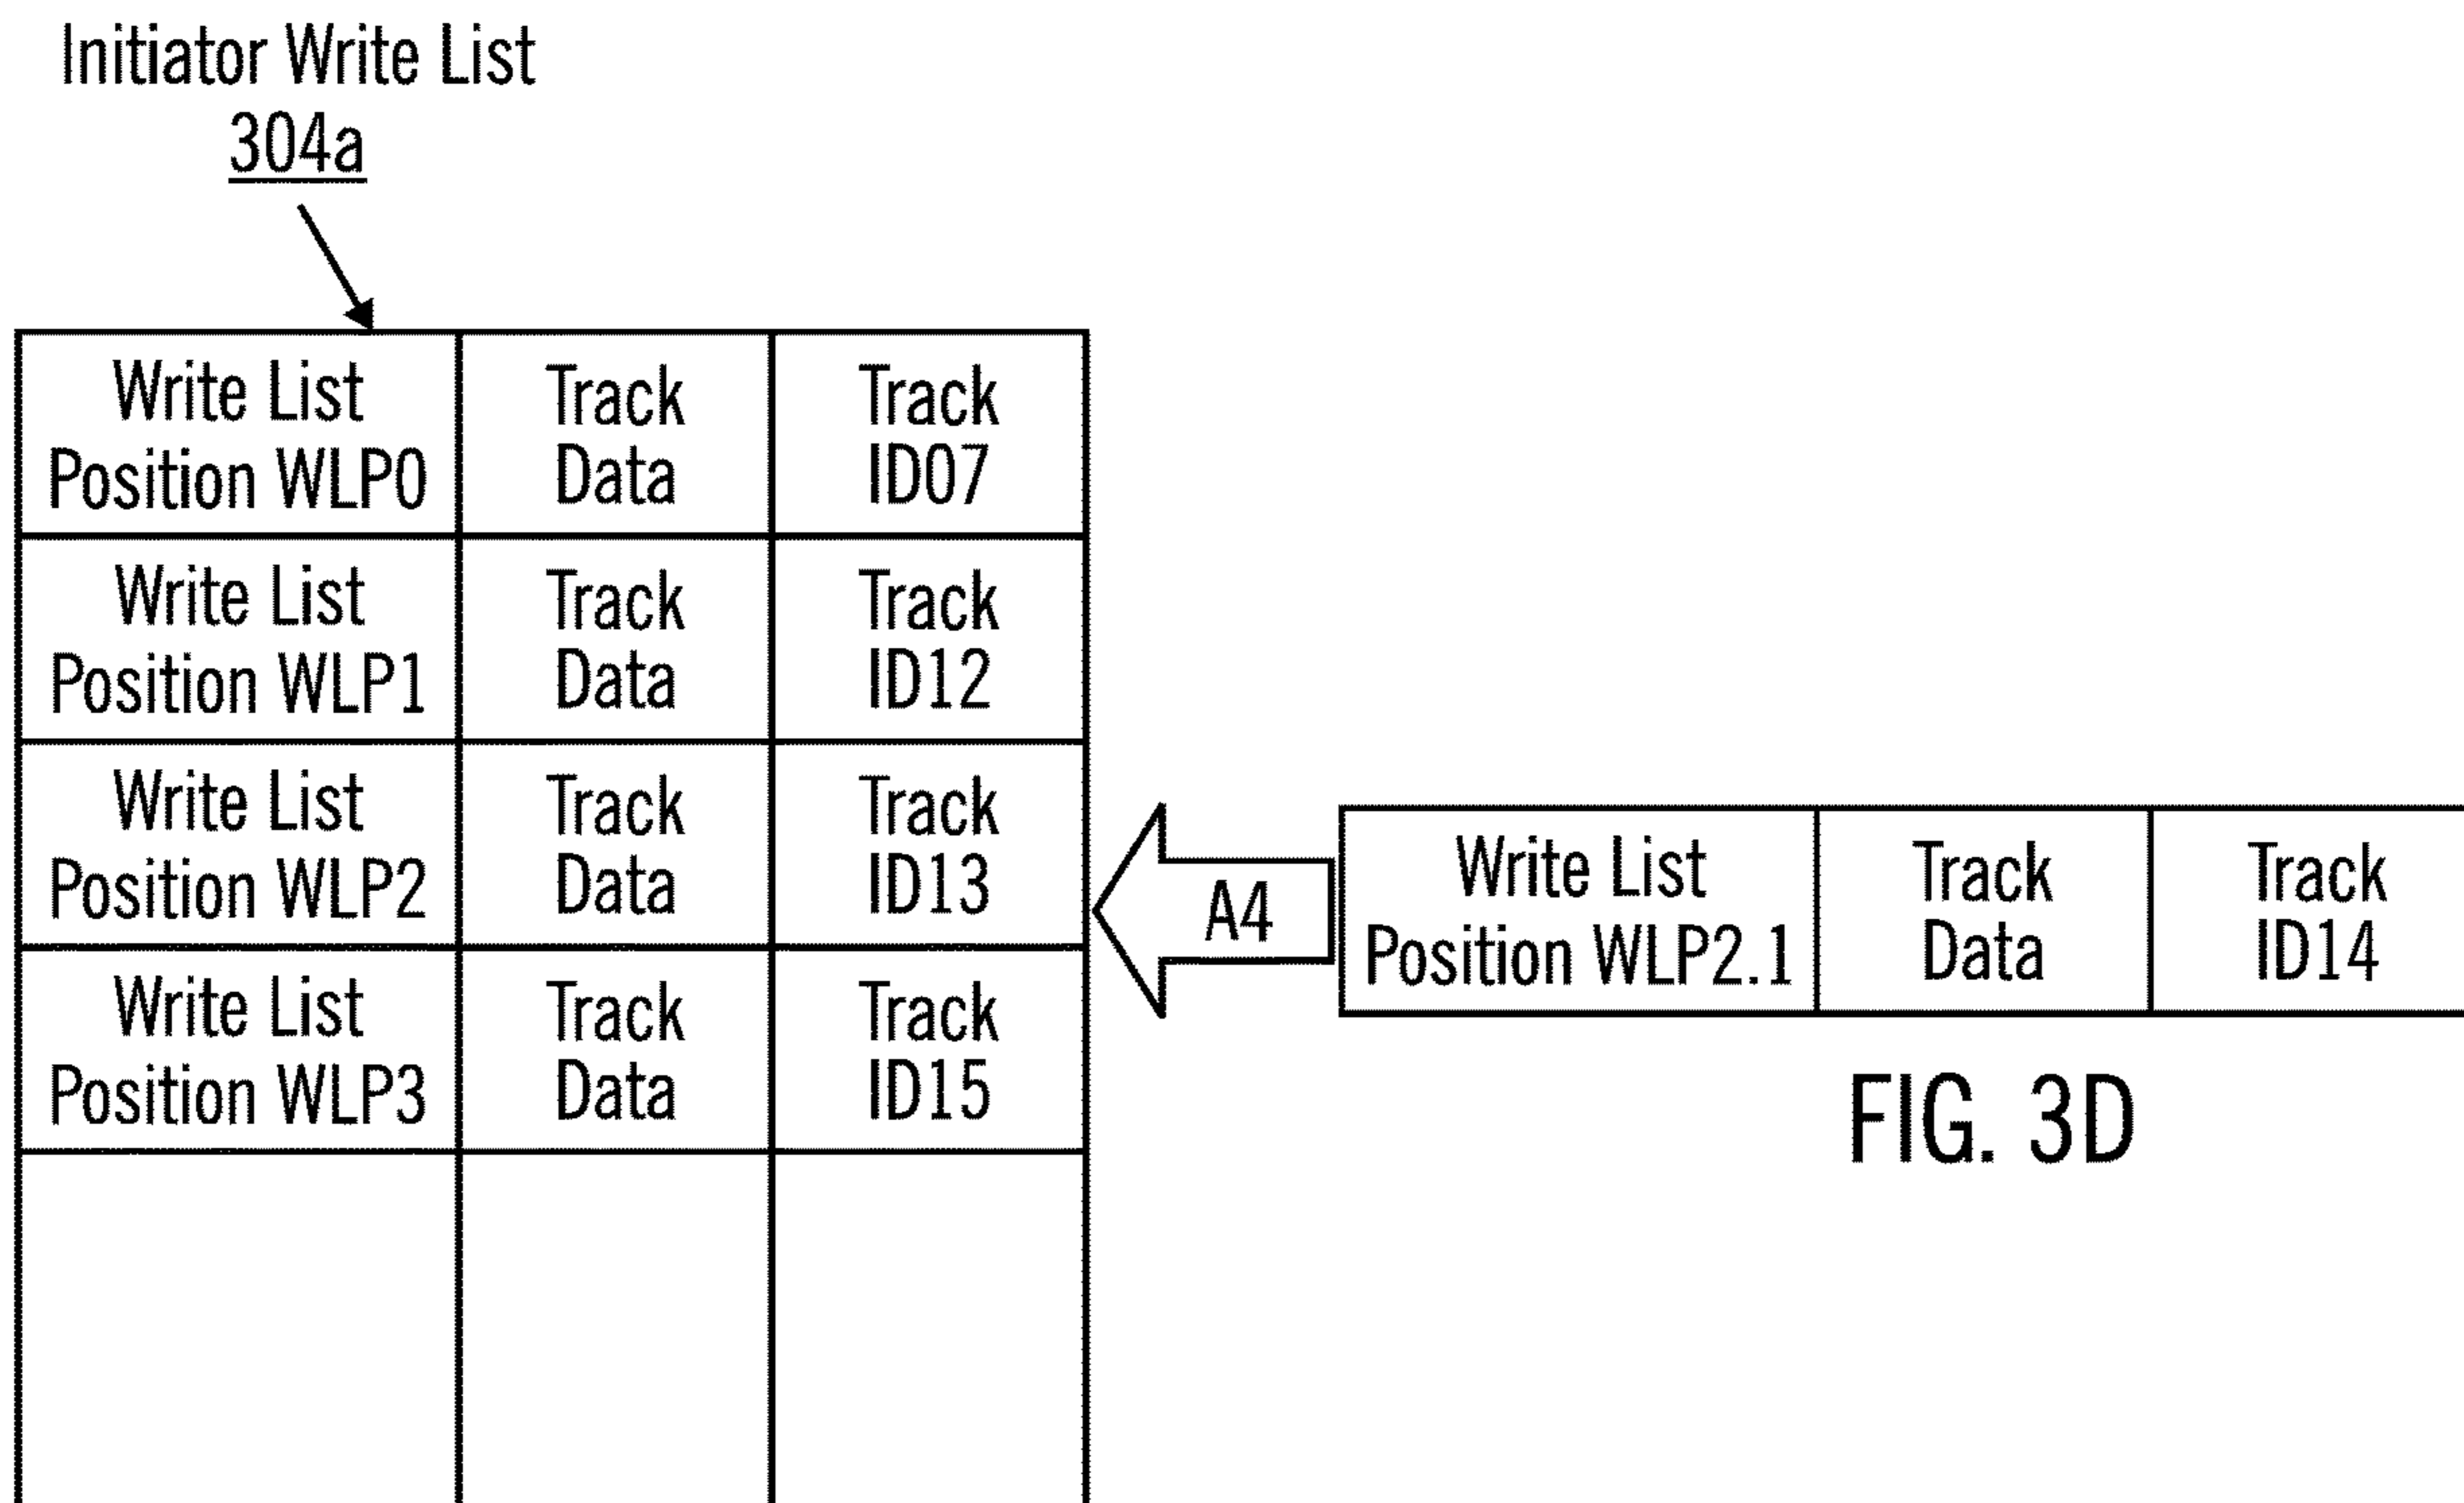 Initiator Write List
304a
Write List
Position WLP0
Track
Data
Track
ID07
Write List
Position WLP1
Track
Data
Track
ID12
Write List
Position WLP2
Track
Data
Track
ID13
Write List
Position WLP3
Track
Data
Track
ID15
A4
Write List
Position WLP2.1
Track
Data
Track
ID14
FIG. 3D